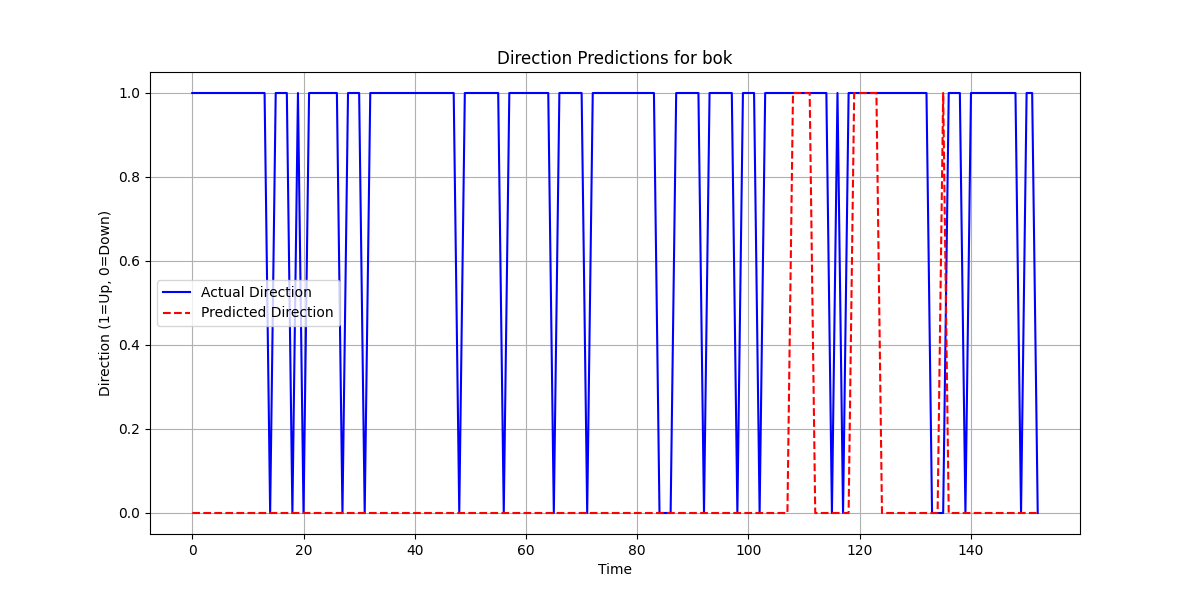 Direction Predictions for bok
Direction (1=Up, 0=Down)
1.0
0.8
0.6
0.4
0.2
0.0
Actual Direction
Predicted Direction
0 20 40 60 80 100 120 140
Time